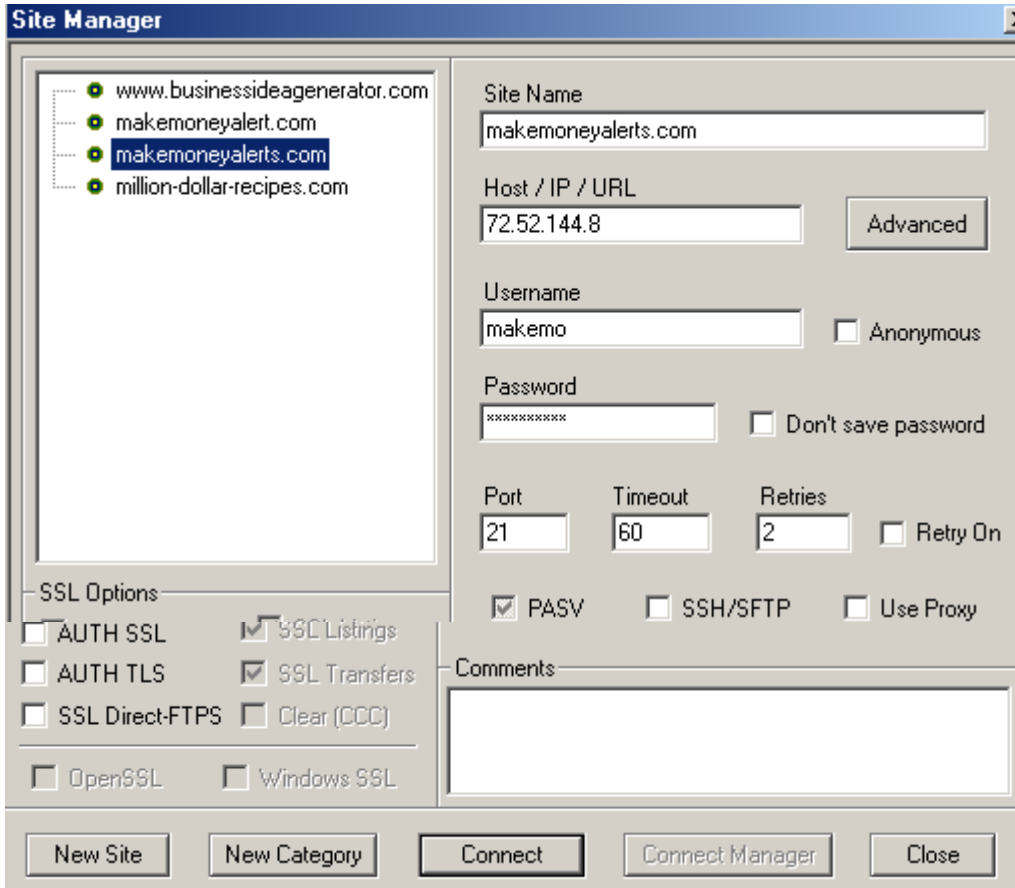 Site Manager
www.businessideagenerator.com
makemoneyalert.com
makemoneyalerts.com
million-dollar-recipes.com
Site Name
makemoneyalerts.com
Host / IP / URL
72.52.144.8
Advanced
Username
makemo
Anonymous
Password
**********
Don't save password
Port Timeout Retries
21 60 2 Retry On
PASV SSH/SFTP Use Proxy
SSL Options
AUTH SSL SSL Listings
AUTH TLS SSL Transfers
SSL Direct-FTPS Clear (CCC)
OpenSSL Windows SSL
Comments
New Site New Category Connect Connect Manager Close